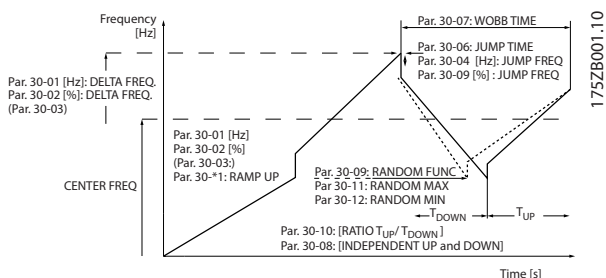 Frequency
[Hz]
Par. 30-07: WOBB TIME
Par. 30-06: JUMP TIME
Par. 30-04 [Hz]: JUMP FREQ
Par. 30-09 [%] : JUMP FREQ
175ZB001.10
Par. 30-01 [Hz]: DELTA FREQ.
Par. 30-02 [%]: DELTA FREQ.
(Par. 30-03)
Par. 30-01 [Hz]
Par. 30-02 [%]
(Par. 30-03:)
Par. 30-*1: RAMP UP
CENTER FREQ
Par. 30-09: RANDOM FUNC
Par 30-11: RANDOM MAX
Par 30-12: RANDOM MIN
TDOWN
TUP
Par. 30-10: [RATIO TUP/ TDOWN ]
Par. 30-08: [INDEPENDENT UP and DOWN]
Time [s]